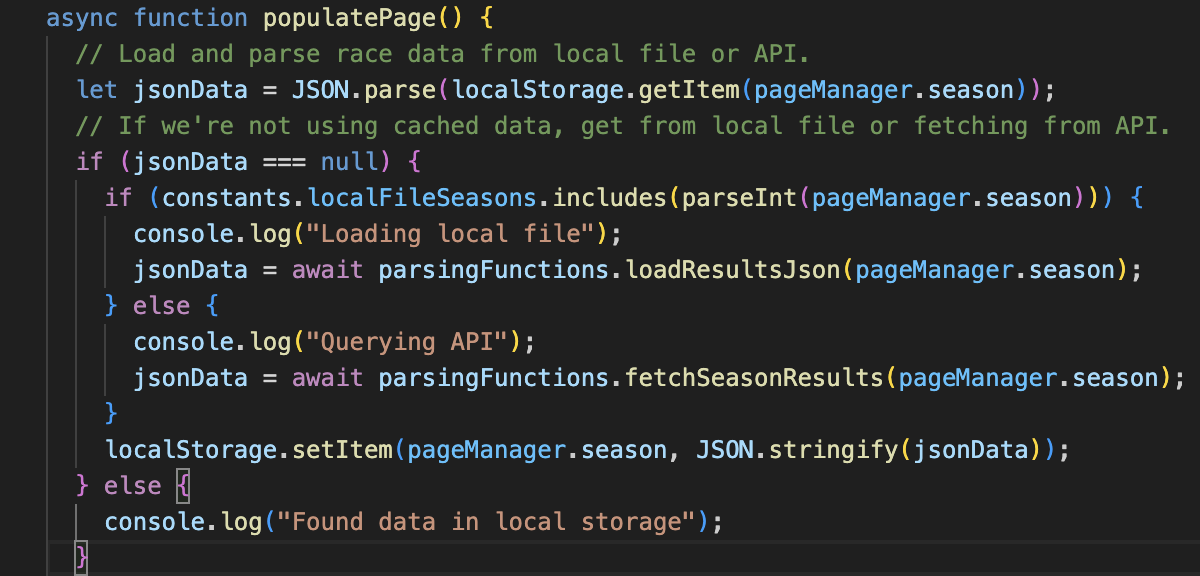 async function populatePage() {
// Load and parse race data from local file or API.
let jsonData = JSON.parse(localStorage.getItem(pageManager.season));
// If we're not using cached data, get from local file or fetching from API.
if (jsonData === null) {
if (constants.localFileSeasons.includes(parseInt(pageManager.season))) {
console.log("Loading local file");
jsonData = await parsingFunctions.loadResultsJson(pageManager.season);
} else {
console.log("Querying API");
jsonData = await parsingFunctions.fetchSeasonResults(pageManager.season);
}
localStorage.setItem(pageManager.season, JSON.stringify(jsonData));
} else {
console.log("Found data in local storage");
}